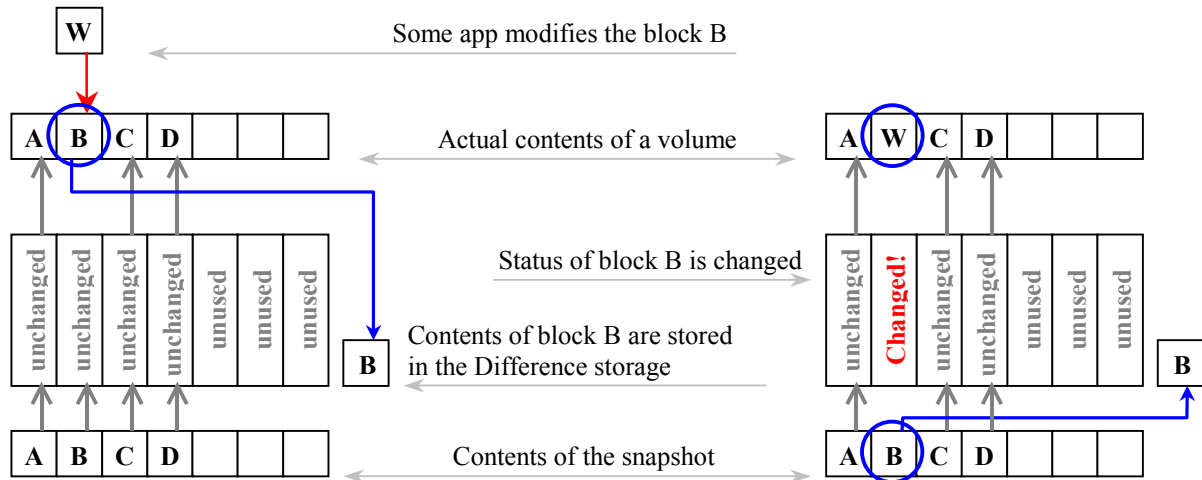 W
Some app modifies the block B
A B C D
Actual contents of a volume
A W C D
unchanged
unchanged
unchanged
unchanged
unused
unused
unused
Status of block B is changed
unchanged
Changed!
unchanged
unchanged
unused
unused
unused
Contents of block B are stored
in the Difference storage
B
B
A B C D
Contents of the snapshot
A B C D